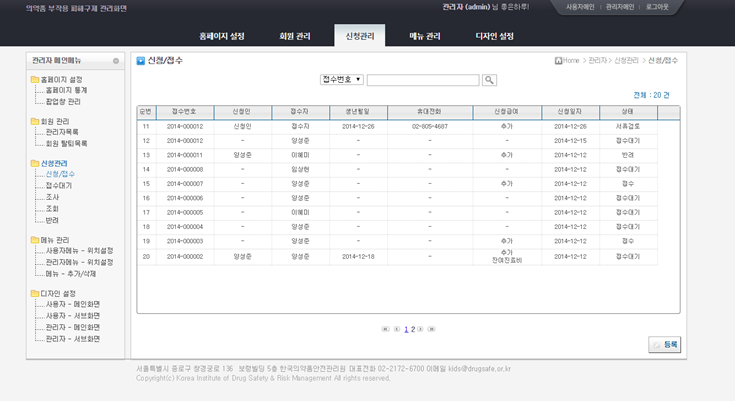 의약품 부작용 피해구제 관리화면
관리자 (admin)님 좋은하루!
사용자메인 | 관리자메인 | 로그아웃
홈페이지 설정 회원 관리 신청관리 메뉴 관리 디자인 설정
관리자 메인메뉴
홈페이지 설정
홈페이지 통계
팝업창 관리
회원 관리
관리자목록
회원 탈퇴목록
신청관리
신청/접수
접수대기
조사
조회
반려
메뉴 관리
사용자메뉴 - 위치설정
관리자메뉴 - 위치설정
메뉴 - 추가/삭제
디자인 설정
사용자 - 메인화면
사용자 - 서브화면
관리자 - 메인화면
관리자 - 서브화면
신청/접수
Home > 관리자 > 신청관리 > 신청/접수
접수번호
전체 : 20 건
순번 접수번호 신청인 접수자 생년월일 휴대전화 신청급여 신청일자 상태
11 2014-000012 신청인 접수자 2014-12-26 02-805-4687 추가 2014-12-26 서류검토
12 2014-000012 - 양성준 - - - 2014-12-15 접수대기
13 2014-000011 양성준 이혜미 - - 추가 2014-12-12 반려
14 2014-000008 - 임상현 - - - 2014-12-12 접수대기
15 2014-000007 - 양성준 - - 추가 2014-12-12 접수
16 2014-000006 - 양성준 - - - 2014-12-12 접수대기
17 2014-000005 - 이혜미 - - - 2014-12-12 접수대기
18 2014-000004 - 양성준 - - - 2014-12-12 접수대기
19 2014-000003 - 양성준 - - 추가 2014-12-12 접수
20 2014-000002 양성준 양성준 2014-12-18 - 추가 2014-12-12 접수대기
잔여진료비
1 2
등록
서울특별시 종로구 창경궁로 136 보령빌딩 5층 한국의약품안전관리원 대표전화 02-2172-6700 이메일 kids@drugsafe.or.kr
Copyright(c) Korea Institute of Drug Safety & Risk Management All rights reserved.